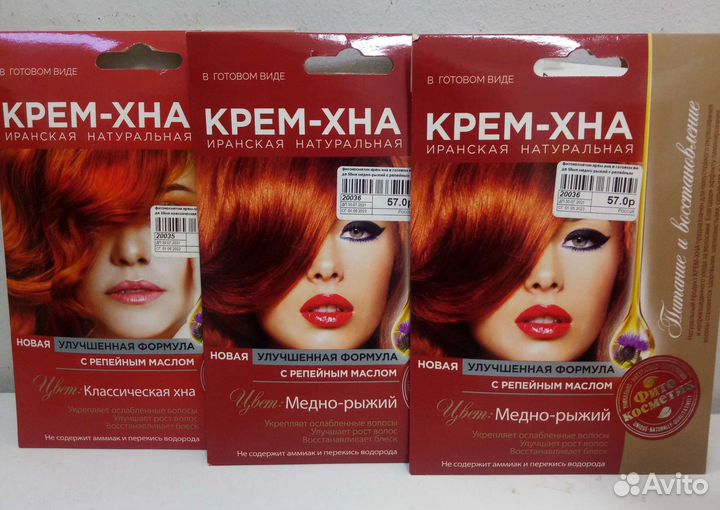 В ГОТОВОМ ВИДЕ
КРЕМ-ХНА
ИРАНСКАЯ НАТУРАЛЬНАЯ
20035
НОВАЯ УЛУЧШЕННАЯ ФОРМУЛА
С РЕПЕЙНЫМ МАСЛОМ
Цвет: Классическая хна
Укрепляет ослабленные волосы
Улучшает рост волос
Восстанавливает блеск
Не содержит аммиак и перекись водорода
В ГОТОВОМ ВИДЕ
КРЕМ-ХНА
ИРАНСКАЯ НАТУРАЛЬНАЯ
20036
57.0р
Россия
НОВАЯ УЛУЧШЕННАЯ ФОРМУЛА
С РЕПЕЙНЫМ МАСЛОМ
Цвет: Медно-рыжий
Укрепляет ослабленные волосы
Улучшает рост волос
Восстанавливает блеск
Не содержит аммиак и перекись водорода
В ГОТОВОМ ВИДЕ
КРЕМ-ХНА
ИРАНСКАЯ НАТУРАЛЬНАЯ
20036
57.0р
Россия
НОВАЯ УЛУЧШЕННАЯ ФОРМУЛА
С РЕПЕЙНЫМ МАСЛОМ
Цвет: Медно-рыжий
Укрепляет ослабленные волосы
Улучшает рост волос
Восстанавливает блеск
Не содержит аммиак и перекись водорода
Питание и восстановление
Фито косметик
Avito